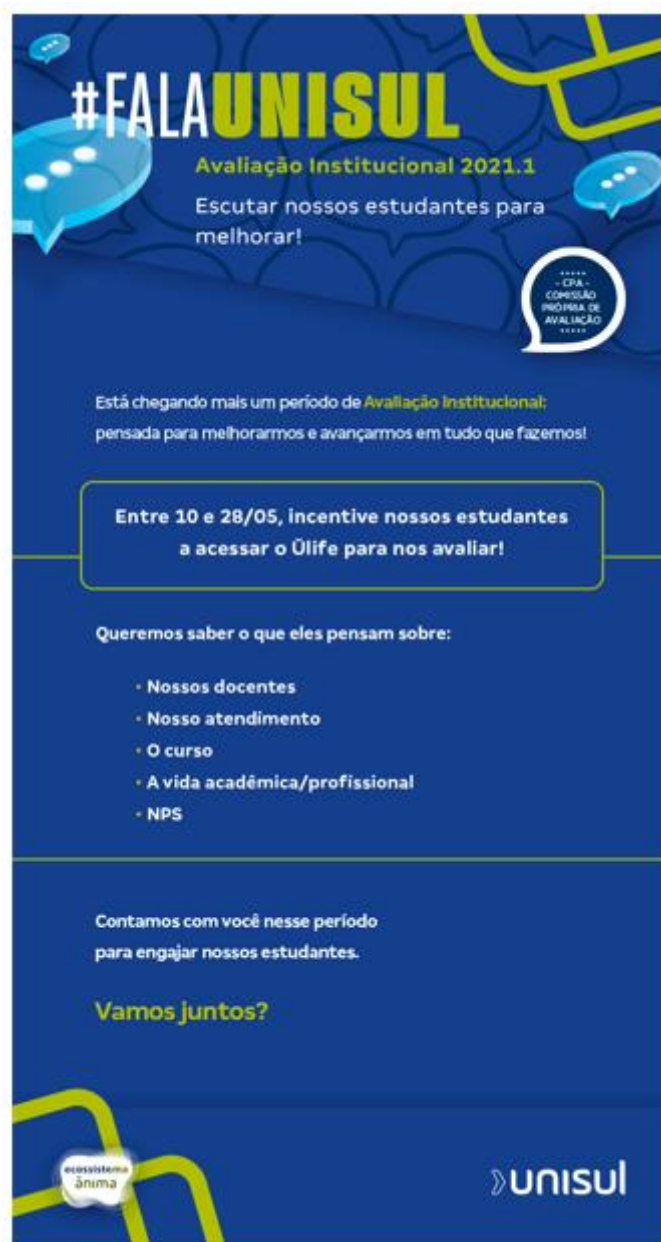 #FALAUNISUL
Avaliação Institucional 2021.1
Escutar nossos estudantes para
melhorar!
- CPA -
COMISSÃO
PRÓPRIA DE
AVALIAÇÃO
Está chegando mais um período de Avaliação Institucional:
pensada para melhorarmos e avançarmos em tudo que fazemos!
Entre 10 e 28/05, incentive nossos estudantes
a acessar o Ulife para nos avaliar!
Queremos saber o que eles pensam sobre:
• Nossos docentes
• Nosso atendimento
• O curso
• A vida acadêmica/profissional
• NPS
Contamos com você nesse período
para engajar nossos estudantes.
Vamos juntos?
ecossistema
ânima
unisul